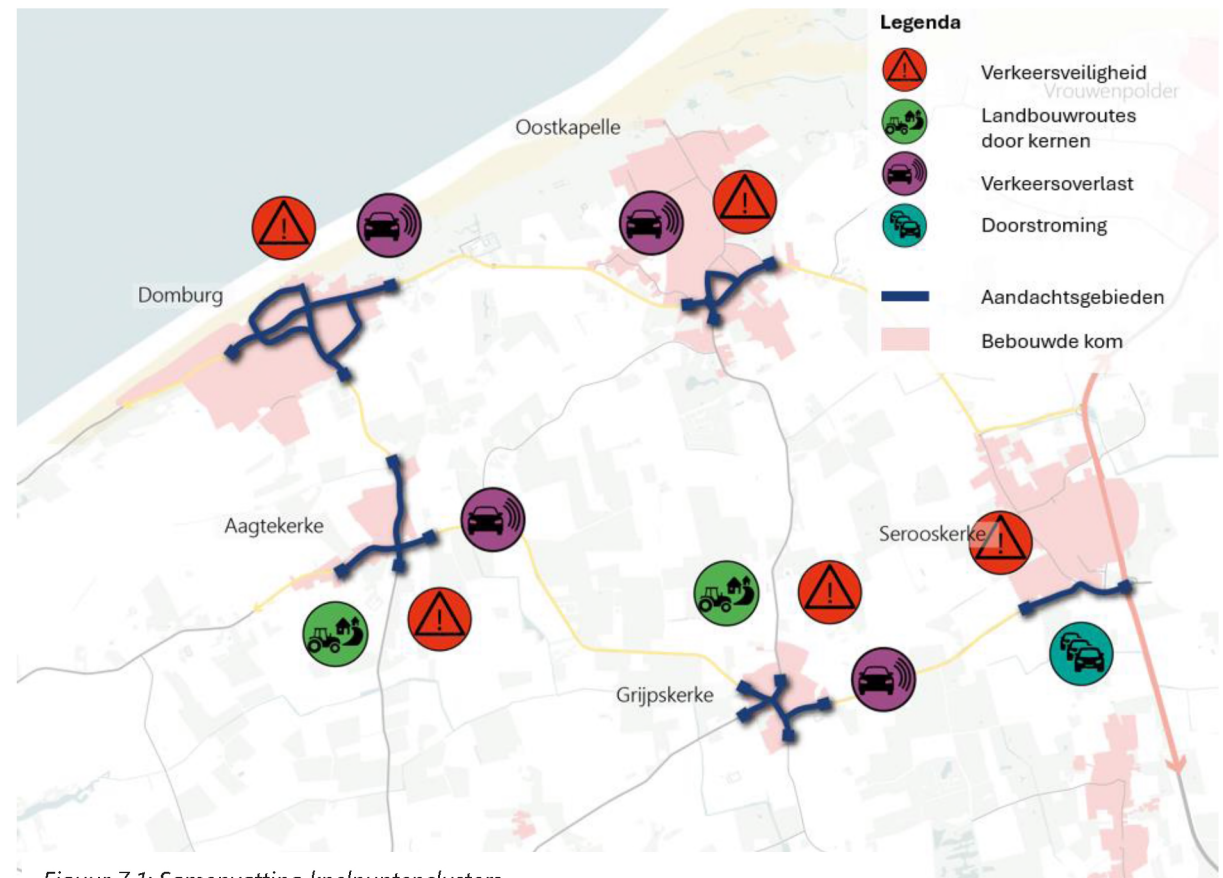 Legenda
Verkeersveiligheid
Vrouwenpolder
Landbouwroutes
door kernen
Verkeersoverlast
Doorstroming
Aandachtsgebieden
Bebouwde kom
Oostkapelle
Domburg
Aagtekerke
Serooskerke
Grijpskerke
Figuur 7.1: Samenvatting knelpuntenclusters